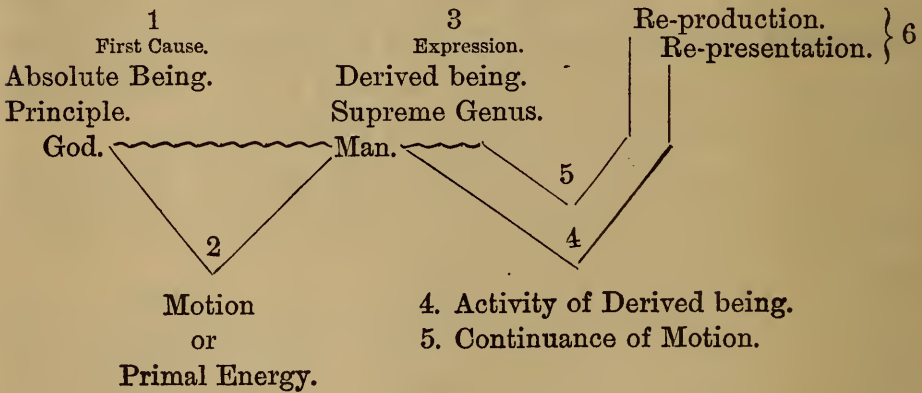 1
First Cause.
Absolute Being.
Principle.
God.
2
Motion
or
Primal Energy.
3
Expression.
Derived being.
Supreme Genus.
Man.
5
4
4. Activity of Derived being.
5. Continuance of Motion.
Re-production.
Re-presentation.
6